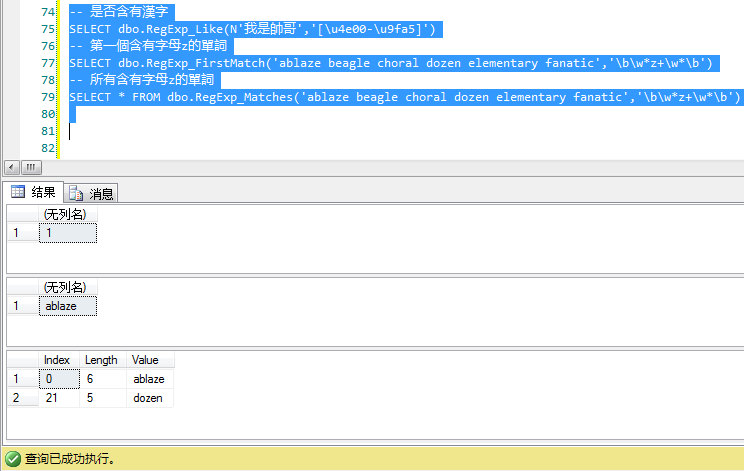 74 -- 是否含有漢字
75 SELECT dbo.RegExp_Like(N'我是帥哥','[\u4e00-\u9fa5]')
76 -- 第一個含有字母z的單詞
77 SELECT dbo.RegExp_FirstMatch('ablaze beagle choral dozen elementary fanatic','\b\w*z+\w*\b')
78 -- 所有含有字母z的單詞
79 SELECT * FROM dbo.RegExp_Matches('ablaze beagle choral dozen elementary fanatic','\b\w*z+\w*\b')
80
81
82
结果 消息
(无列名)
1 1
(无列名)
1 ablaze
Index Length Value
1 0 6 ablaze
2 21 5 dozen
查询已成功执行。